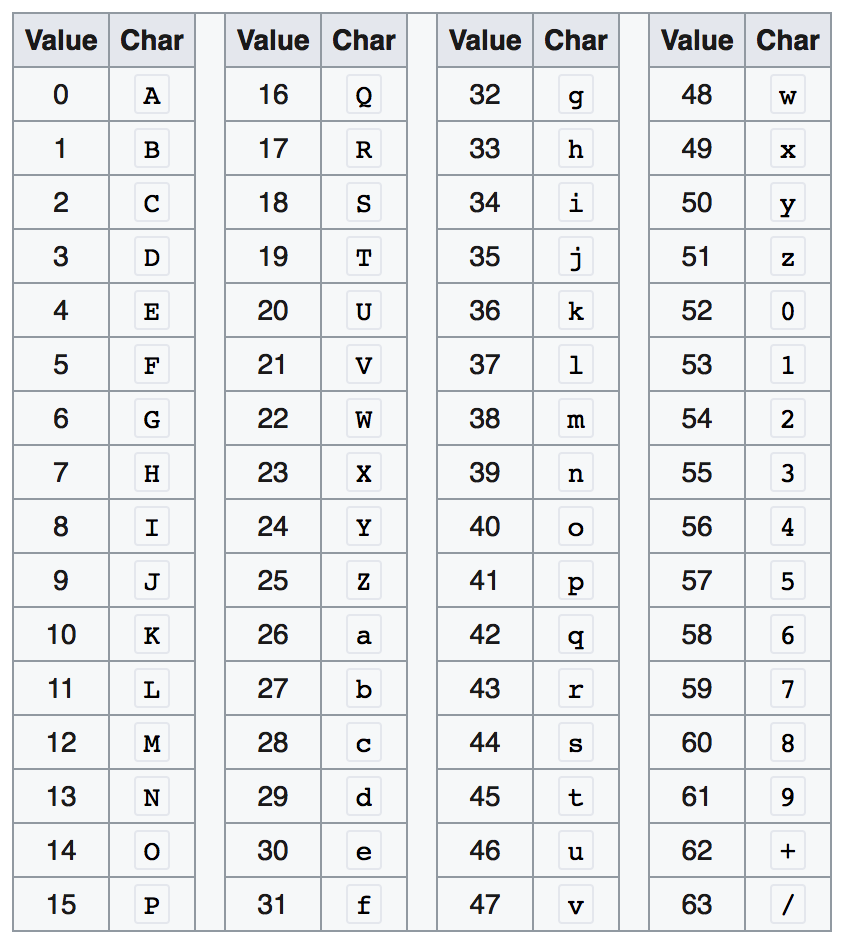 Value Char Value Char Value Char Value Char
0 A 16 Q 32 g 48 w
1 B 17 R 33 h 49 x
2 C 18 S 34 i 50 y
3 D 19 T 35 j 51 z
4 E 20 U 36 k 52 0
5 F 21 V 37 l 53 1
6 G 22 W 38 m 54 2
7 H 23 X 39 n 55 3
8 I 24 Y 40 o 56 4
9 J 25 Z 41 p 57 5
10 K 26 a 42 q 58 6
11 L 27 b 43 r 59 7
12 M 28 c 44 s 60 8
13 N 29 d 45 t 61 9
14 O 30 e 46 u 62 +
15 P 31 f 47 v 63 /